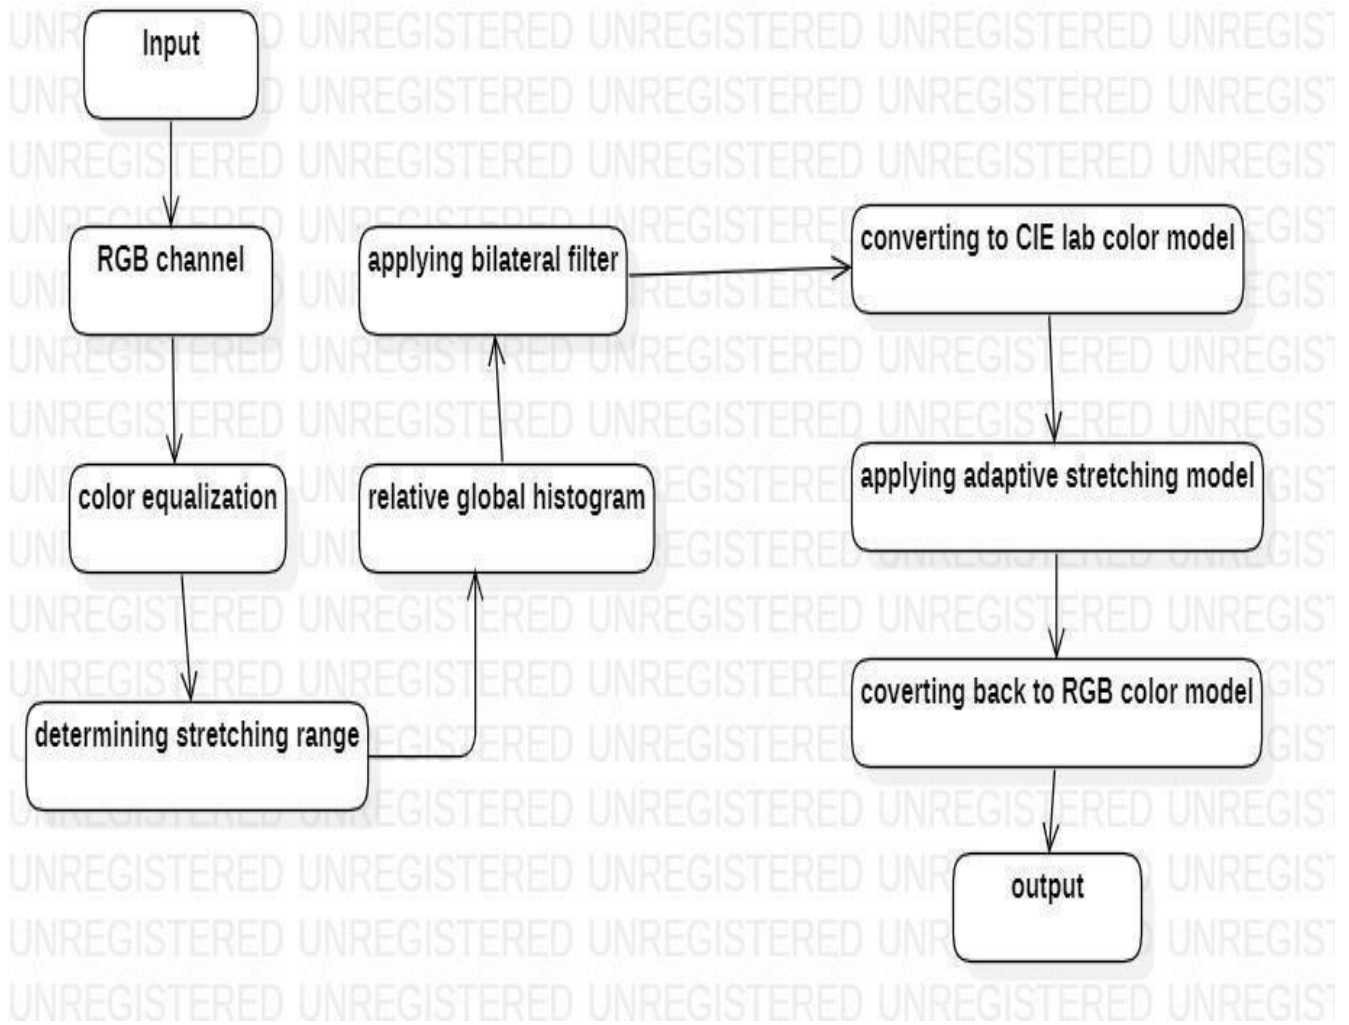 Input
RGB channel
color equalization
determining stretching range
relative global histogram
applying bilateral filter
converting to CIE lab color model
applying adaptive stretching model
coverting back to RGB color model
output
UNREGISTERED